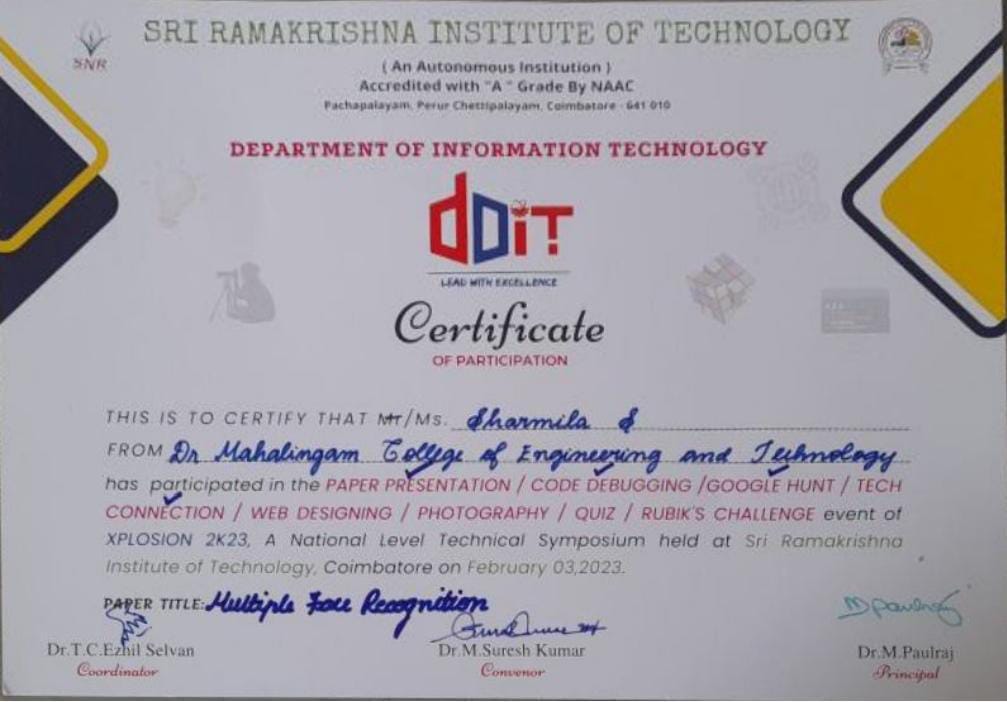 SRI RAMAKRISHNA INSTITUTE OF TECHNOLOGY
SNR
( An Autonomous Institution )
Accredited with "A " Grade By NAAC
Pachapalayam, Perur Chettipalayam, Coimbatore - 641 010
DEPARTMENT OF INFORMATION TECHNOLOGY
DOIT
LEAD WITH EXCELLENCE
Certificate
OF PARTICIPATION
THIS IS TO CERTIFY THAT Mr/Ms. Sharmila S
FROM Dr Mahalingam College of Engineering and Technology
has participated in the PAPER PRESENTATION / CODE DEBUGGING /GOOGLE HUNT / TECH
CONNECTION / WEB DESIGNING / PHOTOGRAPHY / QUIZ / RUBIK'S CHALLENGE event of
XPLOSION 2K23, A National Level Technical Symposium held at Sri Ramakrishna
Institute of Technology, Coimbatore on February 03,2023.
PAPER TITLE: Multiple Face Recognition
M Paulraj
Dr.T.C.Ezhil Selvan Dr.M.Suresh Kumar Dr.M.Paulraj
Coordinator Convenor Principal